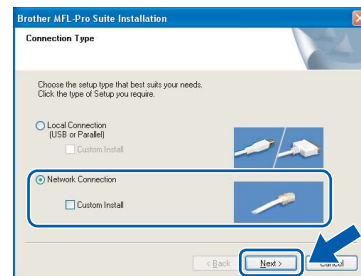 Brother MFL-Pro Suite Installation
Connection Type
Choose the setup type that best suits your needs.
Click the type of Setup you require.
Local Connection
(USB or Parallel)
Custom Install
Network Connection
Custom Install
< Back
Next >
Cancel